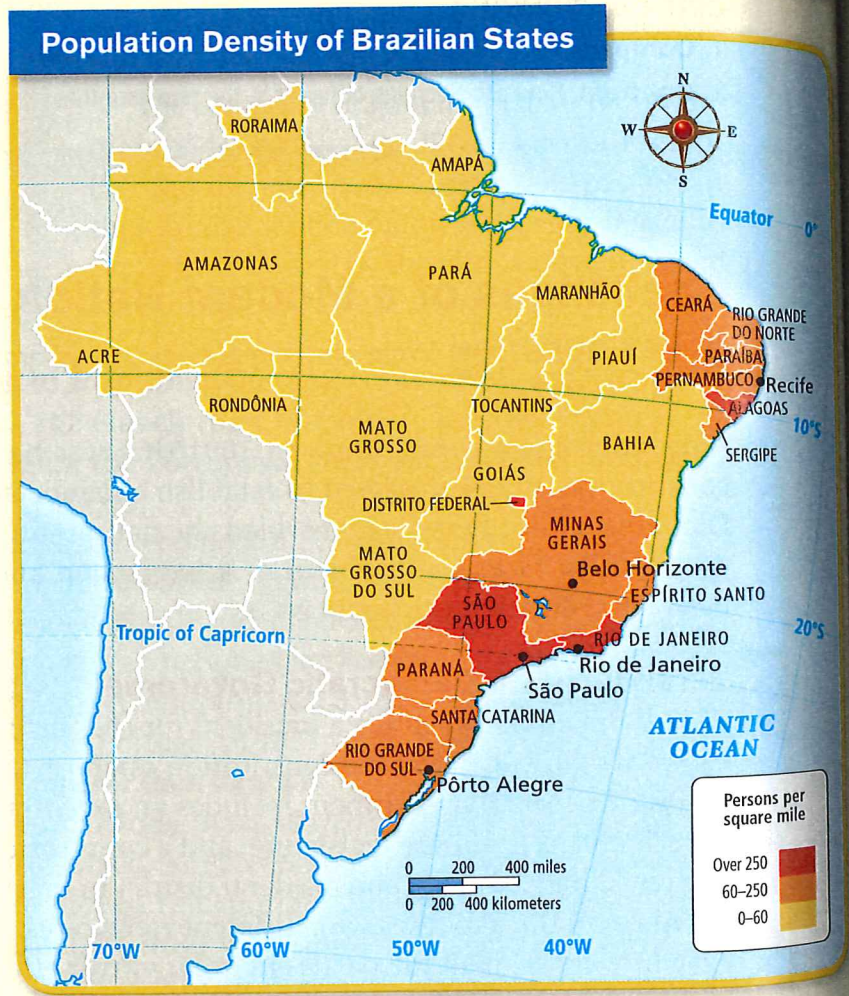 Population Density of Brazilian States
N
W
E
S
RORAIMA
AMAPÁ
Equator
0°
AMAZONAS
PARÁ
MARANHÃO
CEARÁ
RIO GRANDE
DO NORTE
ACRE
PIAUÍ
PARAÍBA
PERNAMBUCO
Recife
RONDÔNIA
TOCANTINS
ALAGOAS
MATO
GROSSO
BAHIA
10°S
SERGIPE
GOIÁS
DISTRITO FEDERAL
MINAS
GERAIS
MATO
GROSSO
DO SUL
Belo Horizonte
ESPÍRITO SANTO
SÃO
PAULO
Tropic of Capricorn
RIO DE JANEIRO
20°S
Rio de Janeiro
PARANÁ
São Paulo
SANTA CATARINA
ATLANTIC
OCEAN
RIO GRANDE
DO SUL
Pôrto Alegre
Persons per
square mile
Over 250
60–250
0–60
0 200 400 miles
0 200 400 kilometers
70°W
60°W
50°W
40°W